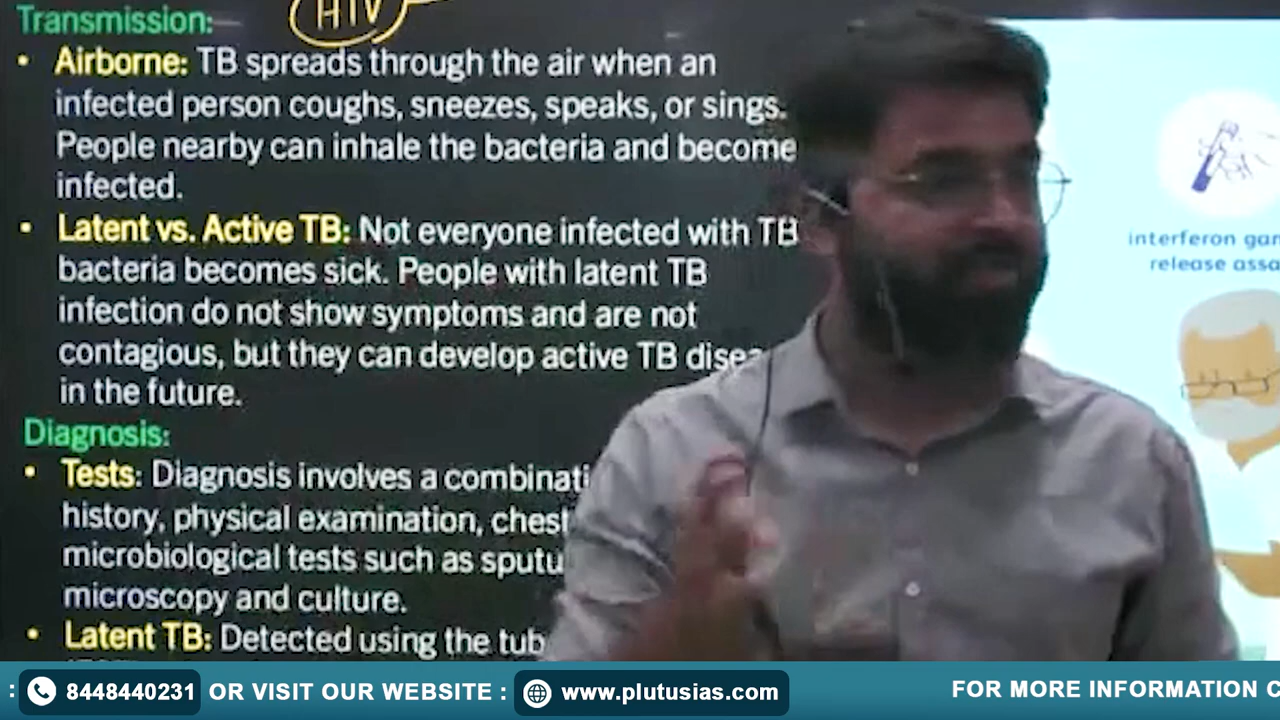 HIV
Transmission:
• Airborne: TB spreads through the air when an
infected person coughs, sneezes, speaks, or sings.
People nearby can inhale the bacteria and become
infected.
• Latent vs. Active TB: Not everyone infected with TB
bacteria becomes sick. People with latent TB
infection do not show symptoms and are not
contagious, but they can develop active TB
in the future.
Diagnosis:
• Tests: Diagnosis involves a
history, physical examination, chest
microbiological tests such as
microscopy and culture.
• Latent TB: Detected using the
interferon
release
: 8448440231 OR VISIT OUR WEBSITE : www.plutusias.com FOR MORE INFORMATION